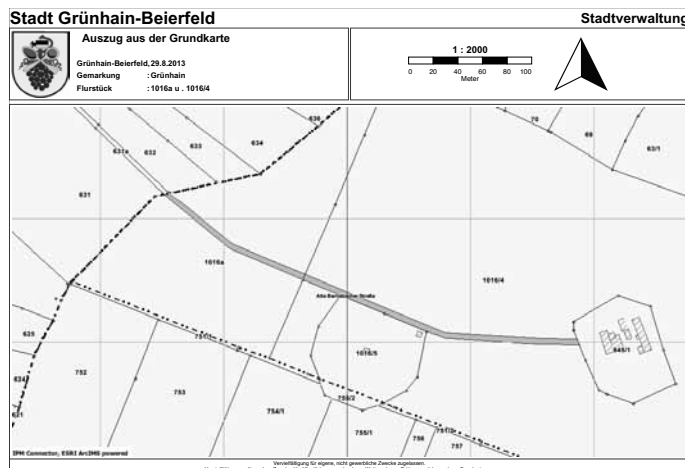 Stadt Grünhain-Beierfeld
Stadtverwaltung
Auszug aus der Grundkarte
Grünhain-Beierfeld,29.8.2013
Gemarkung : Grünhain
Flurstück : 1016a u . 1016/4
1 : 2000
0 20 40 60 80 100
Meter
636
70
69
63/1
634
633
632
631a
631
1016a
1016/4
Alte
Straße
645/1
1016/5
625
751/1
752
624
621
753
755/2
754/1
755/1
756
751/2
757
IPM Connector, ESRI ArcIMS powered
Vervielfältigung für eigene, nicht gewerbliche Zwecke zugelassen.